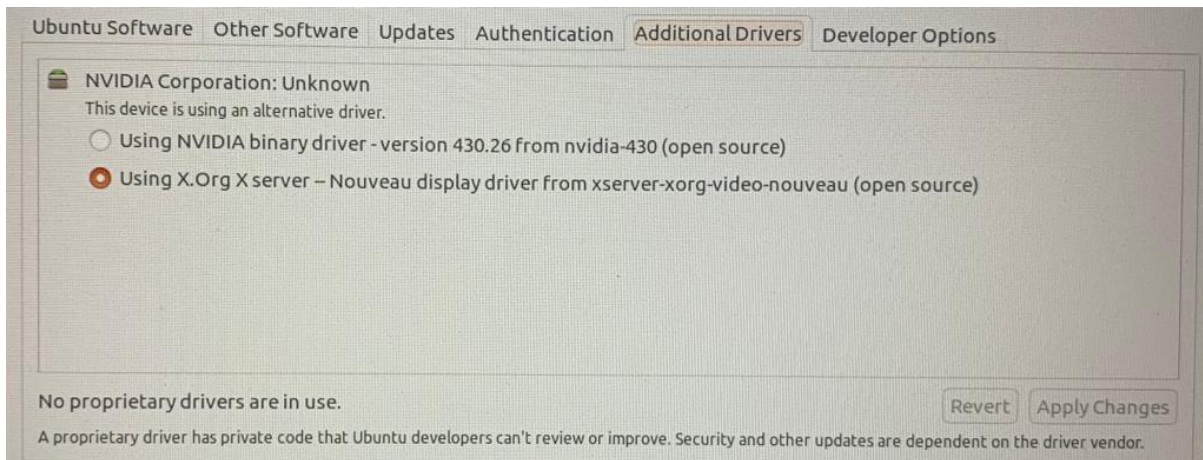 Ubuntu Software Other Software Updates Authentication Additional Drivers Developer Options
NVIDIA Corporation: Unknown
This device is using an alternative driver.
Using NVIDIA binary driver - version 430.26 from nvidia-430 (open source)
Using X.Org X server – Nouveau display driver from xserver-xorg-video-nouveau (open source)
No proprietary drivers are in use.
Revert Apply Changes
A proprietary driver has private code that Ubuntu developers can't review or improve. Security and other updates are dependent on the driver vendor.